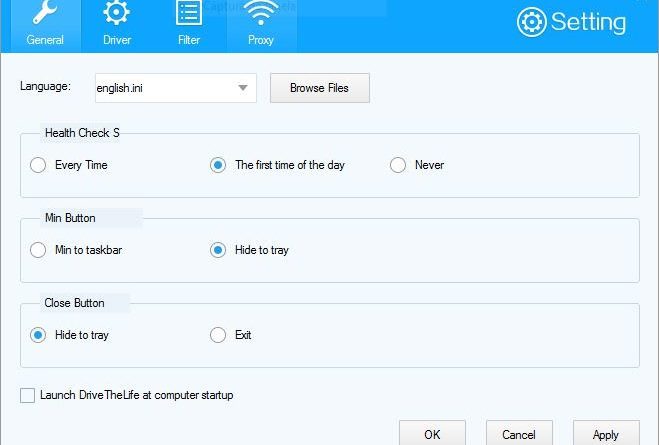 General
Driver
Filter
Proxy
Setting
Language:
english.ini
Browse Files
Health Check S
Every Time
The first time of the day
Never
Min Button
Min to taskbar
Hide to tray
Close Button
Hide to tray
Exit
Launch DriveTheLife at computer startup
OK
Cancel
Apply